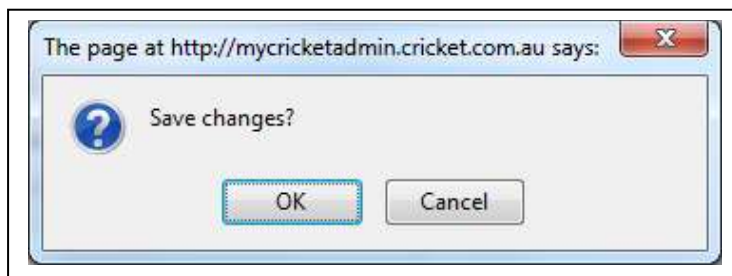 The page at http://mycricketadmin.cricket.com.au says:
Save changes?
OK
Cancel